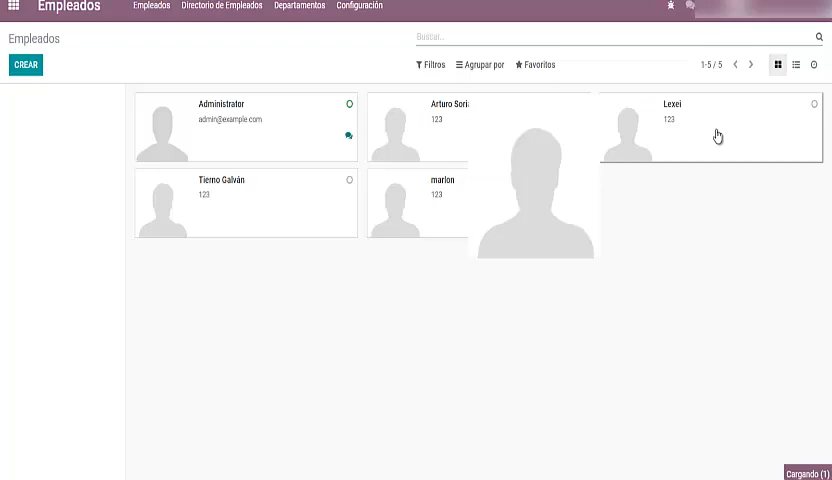 Empleados Empleados Directorio de Empleados Departamentos Configuración
Empleados
Buscar...
CREAR
Filtros Agrupar por Favoritos
1-5 / 5
Administrator
admin@example.com
Arturo Soria
123
Lexei
123
Tierno Galván
123
marlon
123
Cargando (1)